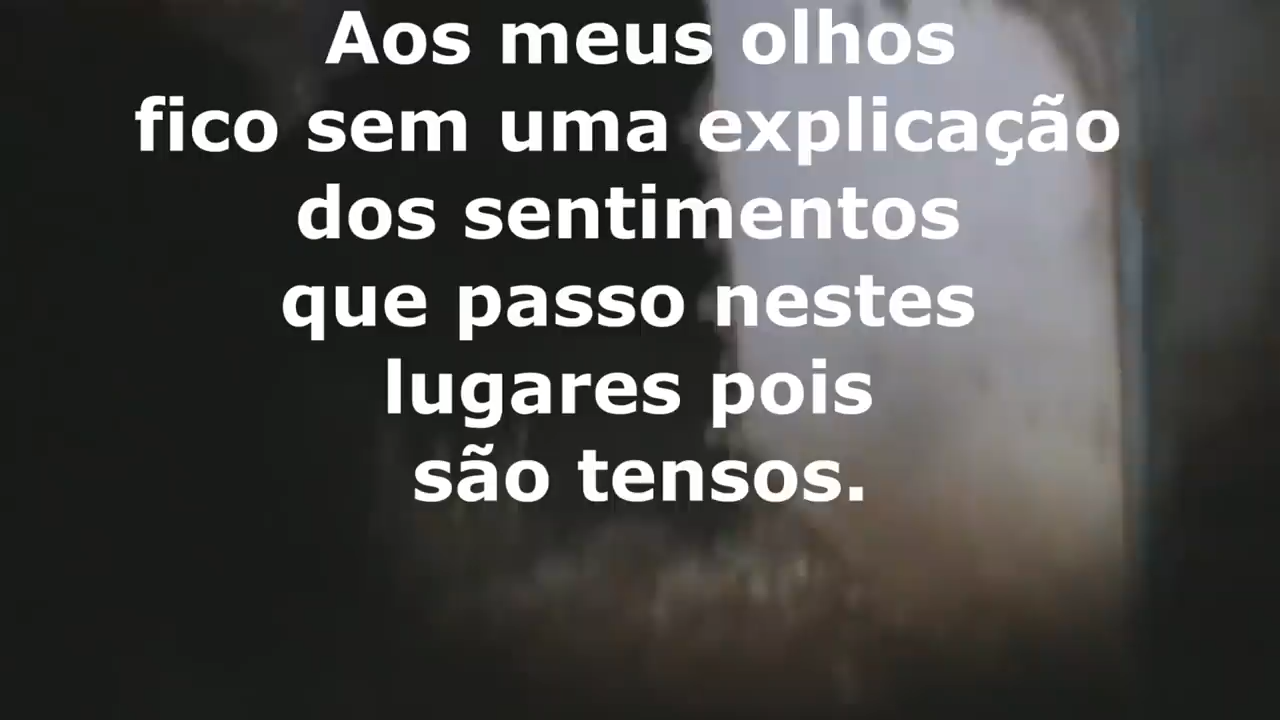 Aos meus olhos
fico sem uma explicação
dos sentimentos
que passo nestes
lugares pois
são tensos.